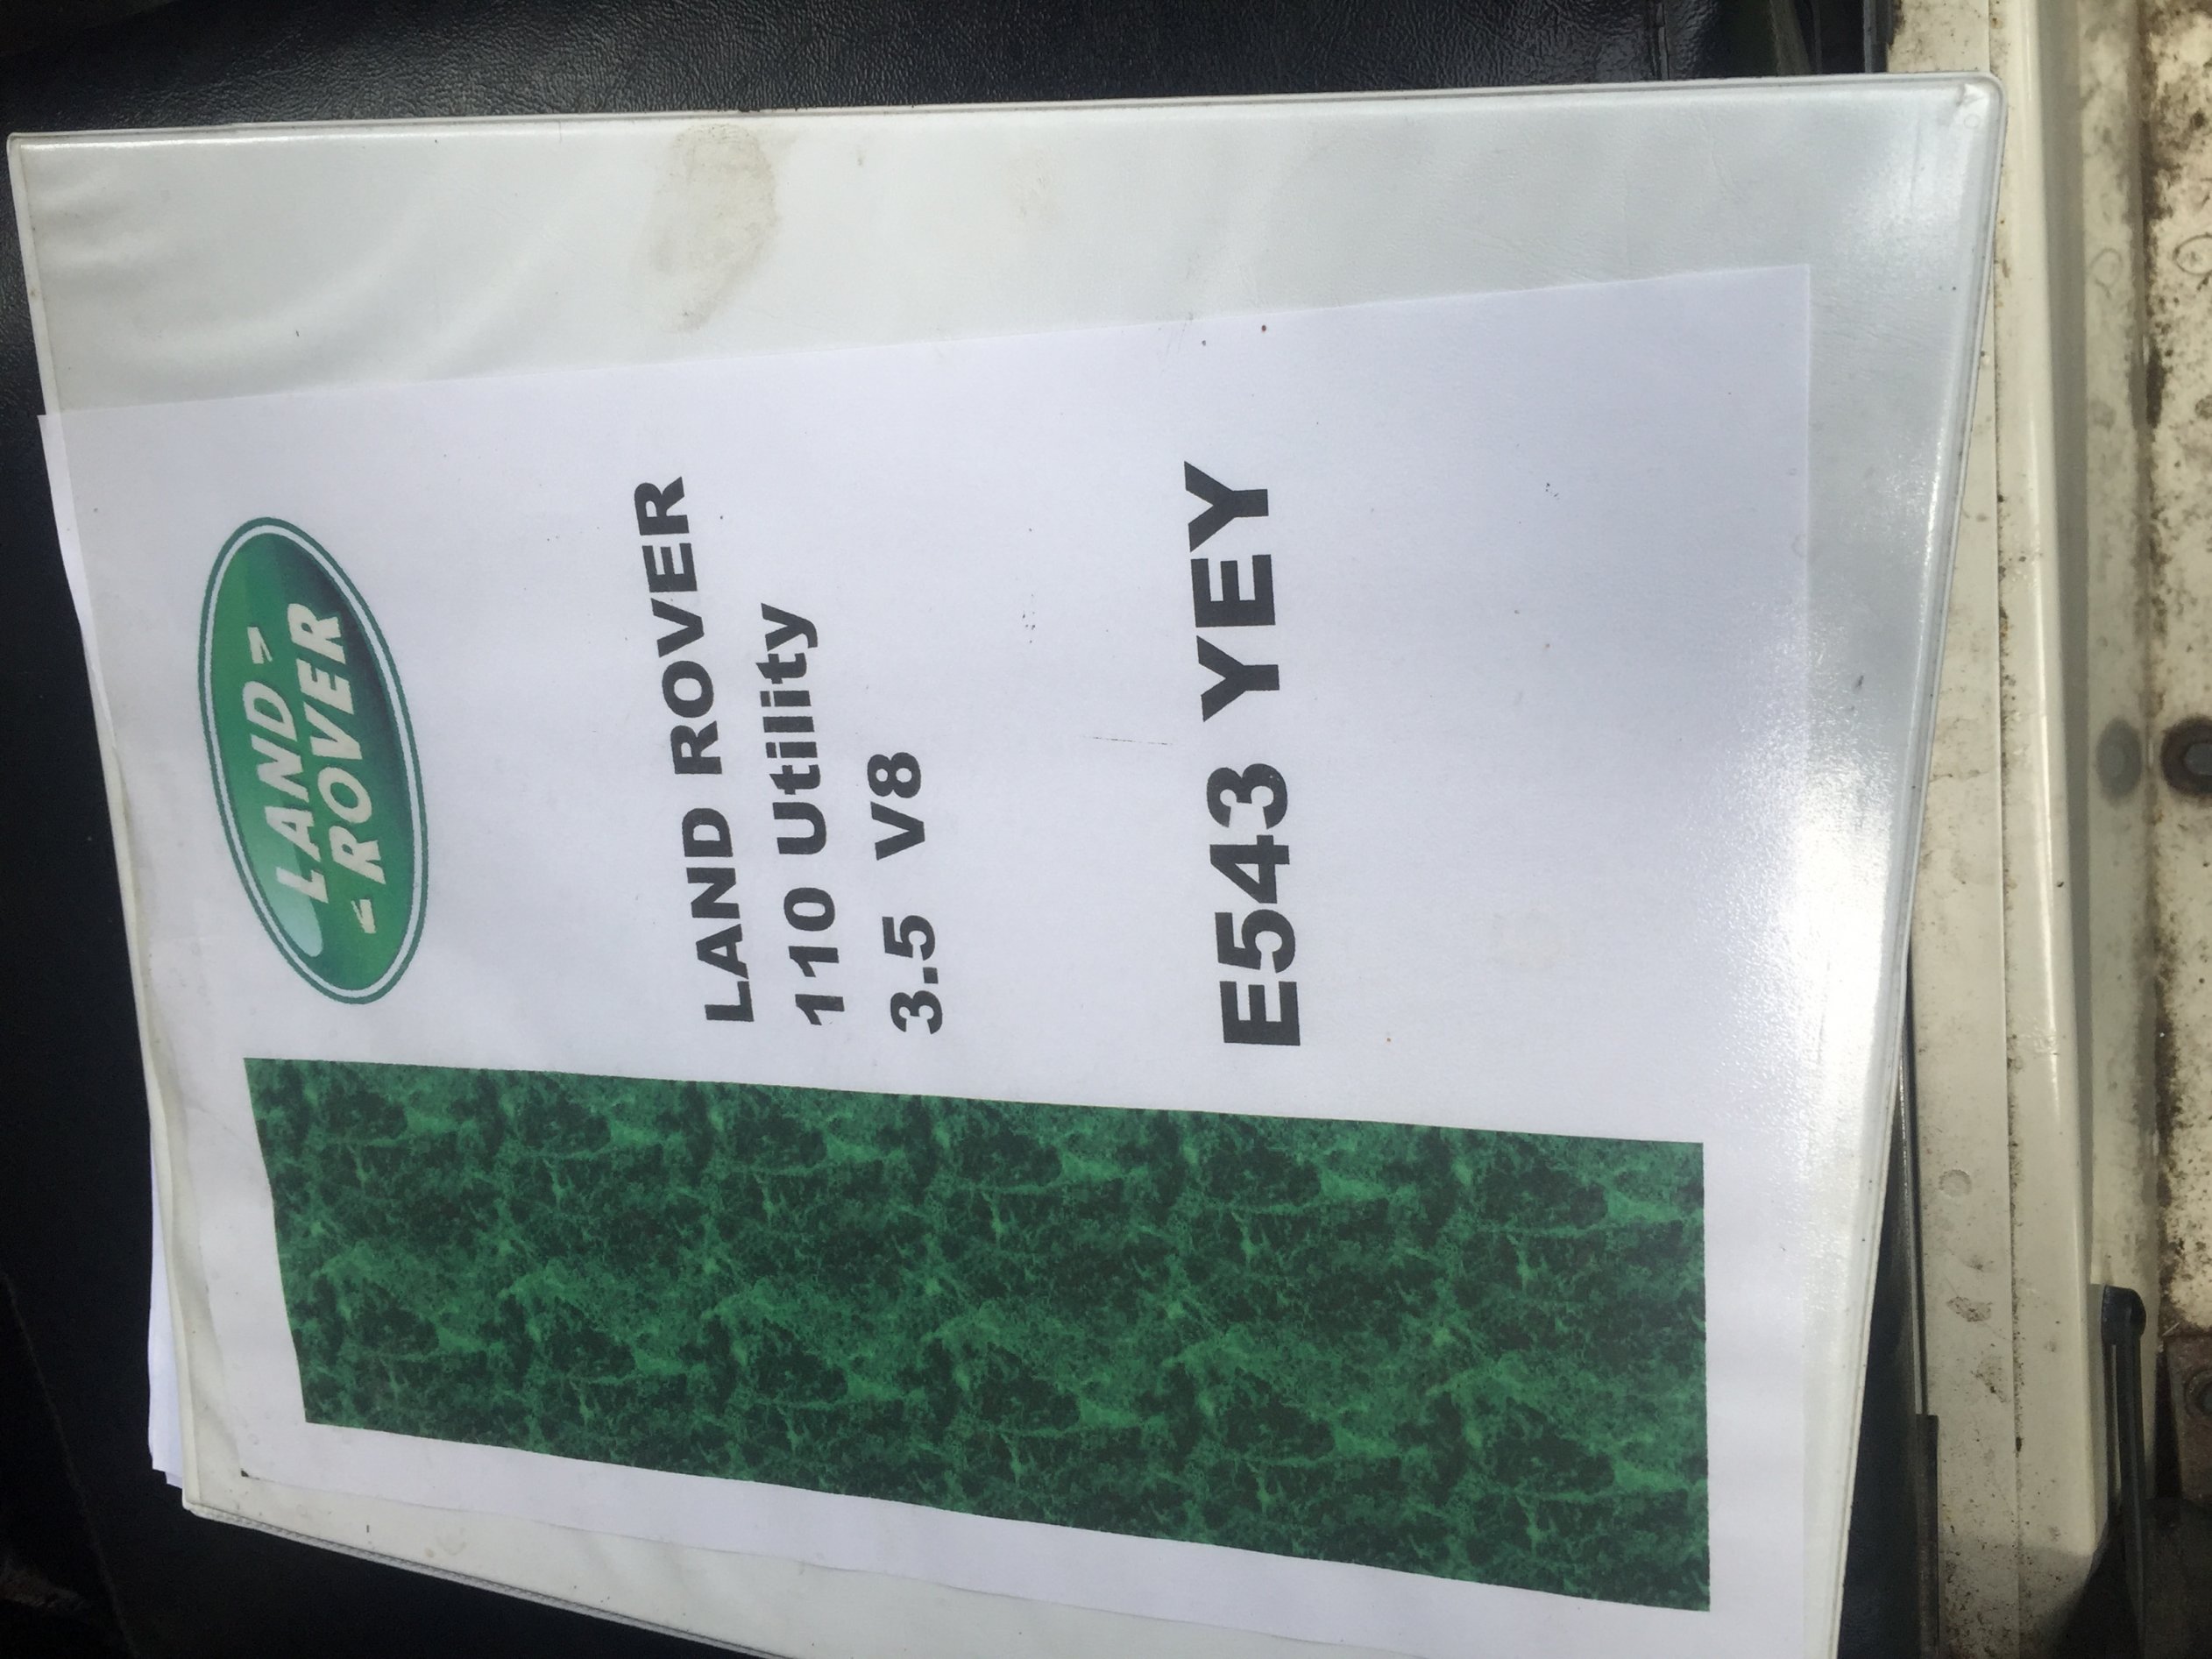 LAND
ROVER
LAND ROVER
110 Utility
3.5 V8
E543 YEY